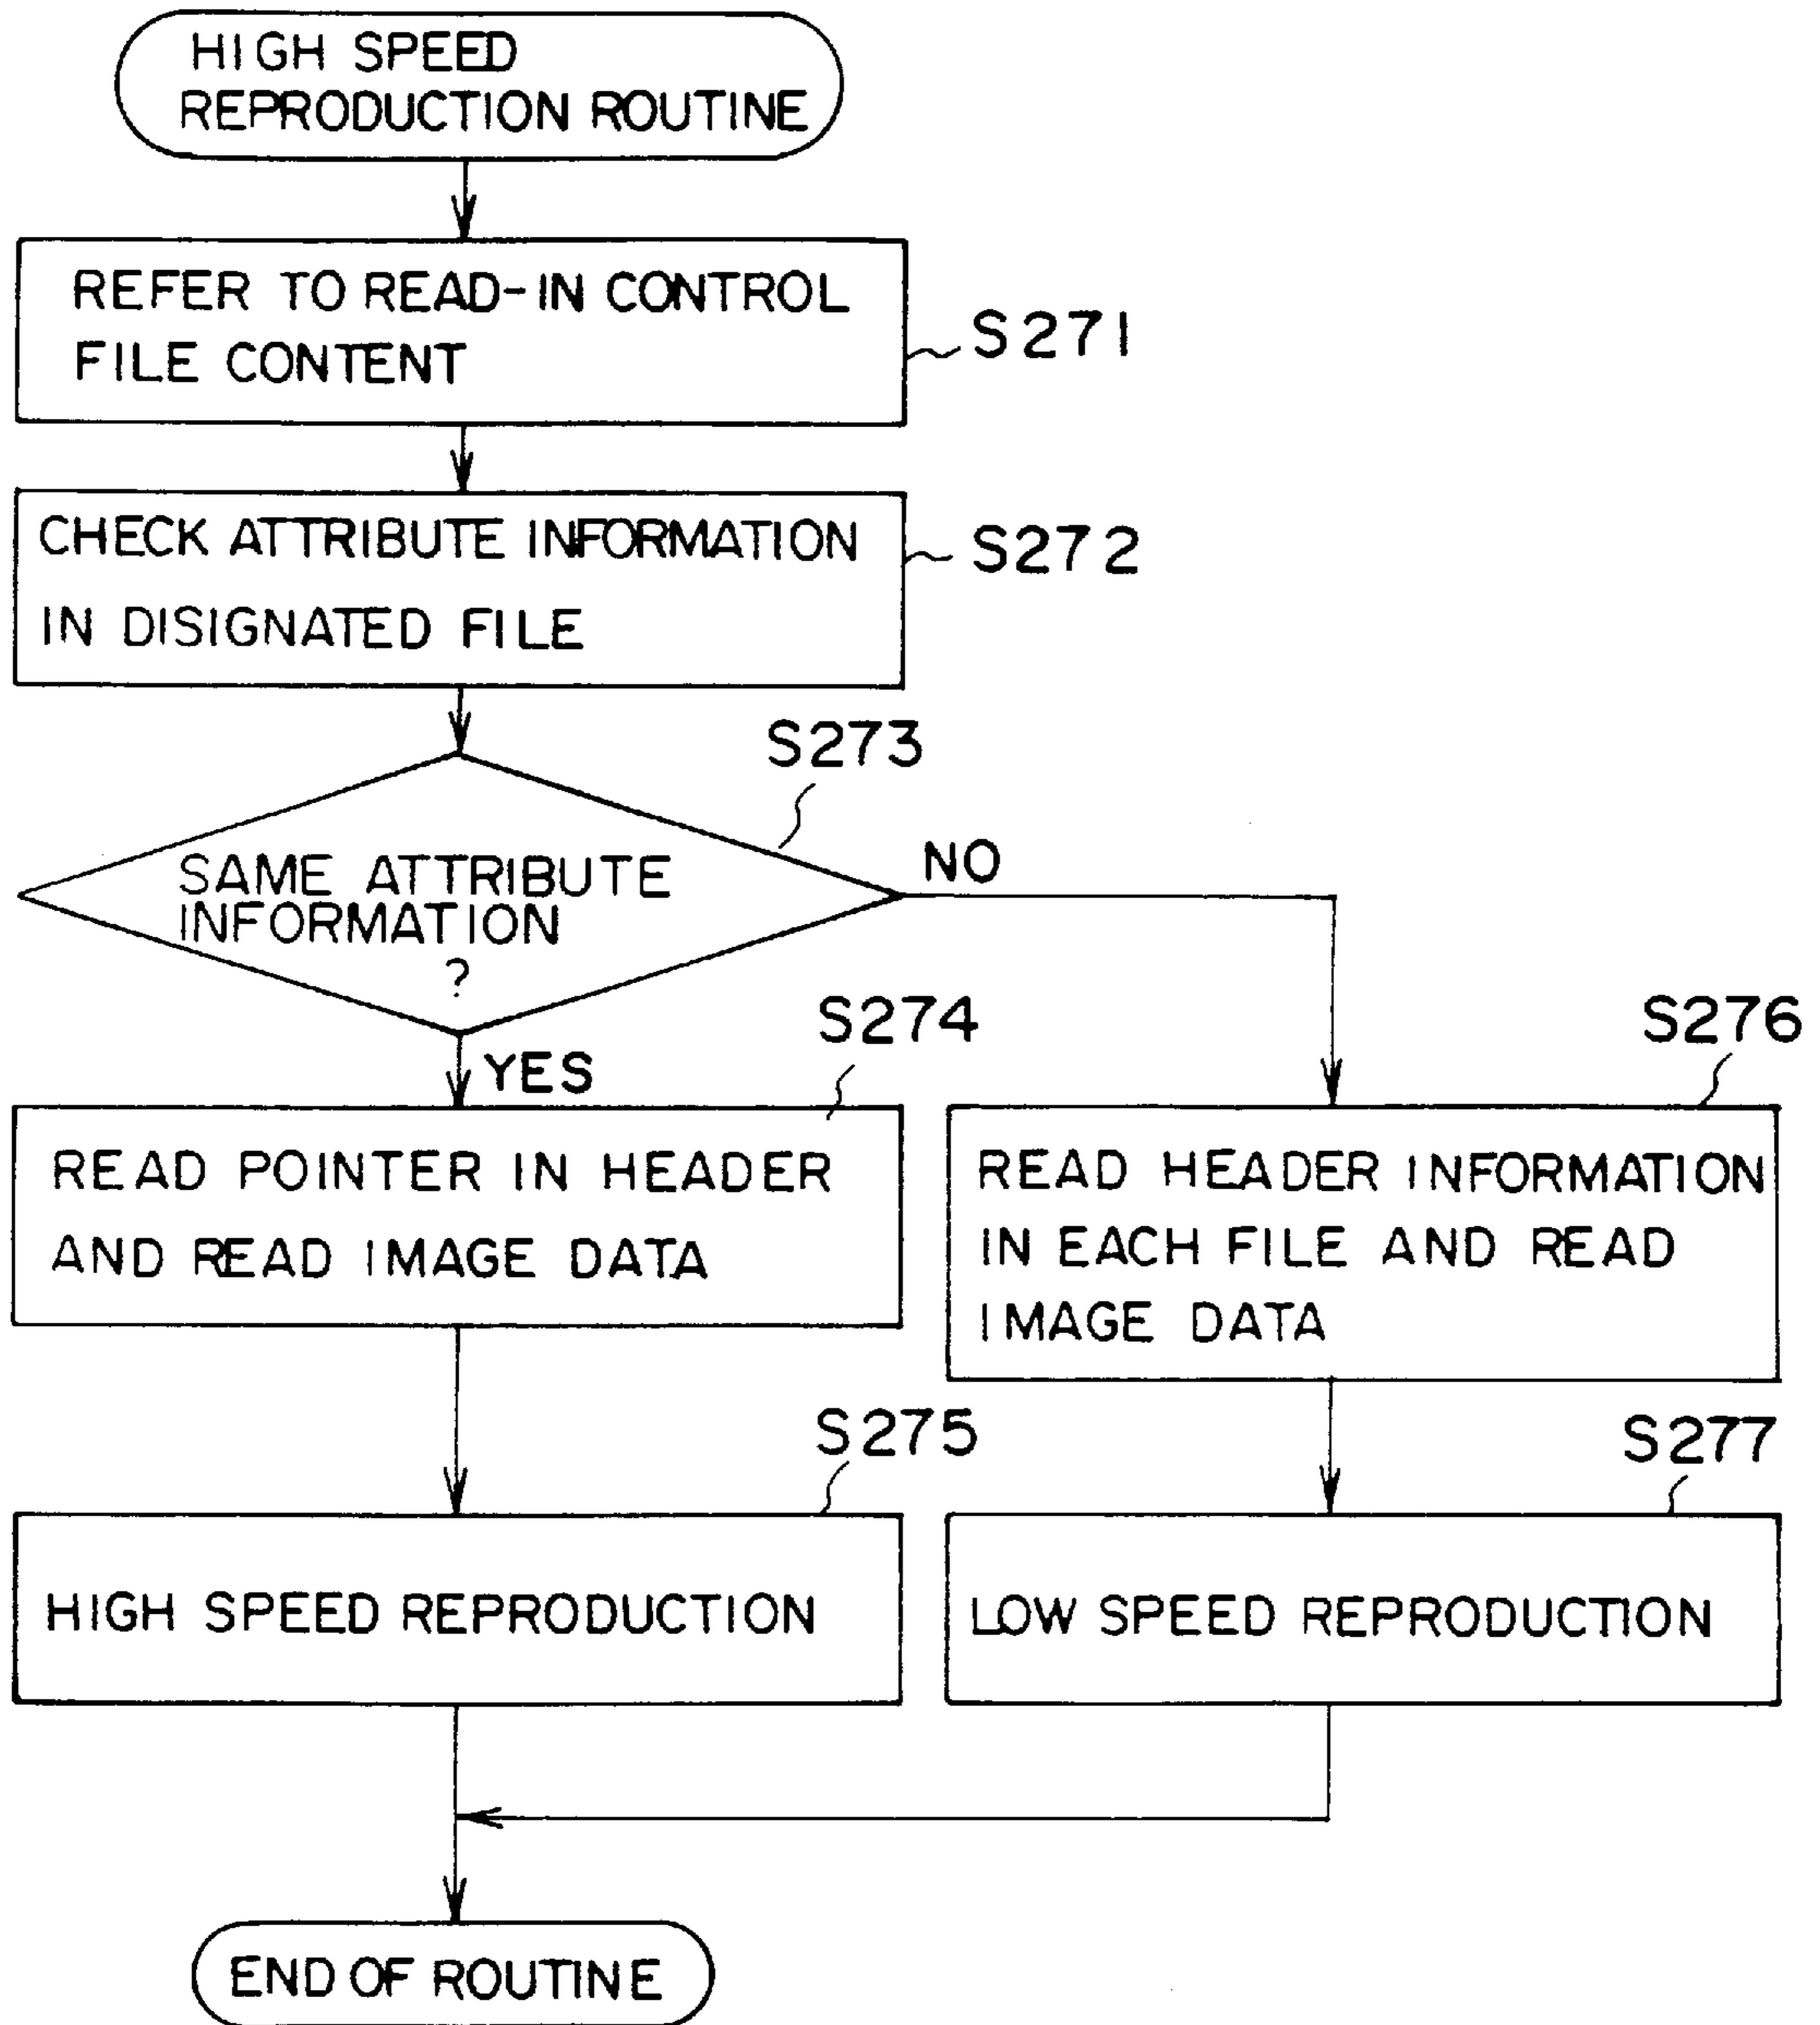 HIGH SPEED
REPRODUCTION ROUTINE
REFER TO READ-IN CONTROL
FILE CONTENT
S271
CHECK ATTRIBUTE INFORMATION
IN DISIGNATED FILE
S272
S273
SAME ATTRIBUTE
INFORMATION
?
NO
YES
S274
READ POINTER IN HEADER
AND READ IMAGE DATA
S276
READ HEADER INFORMATION
IN EACH FILE AND READ
IMAGE DATA
S275
HIGH SPEED REPRODUCTION
S277
LOW SPEED REPRODUCTION
END OF ROUTINE